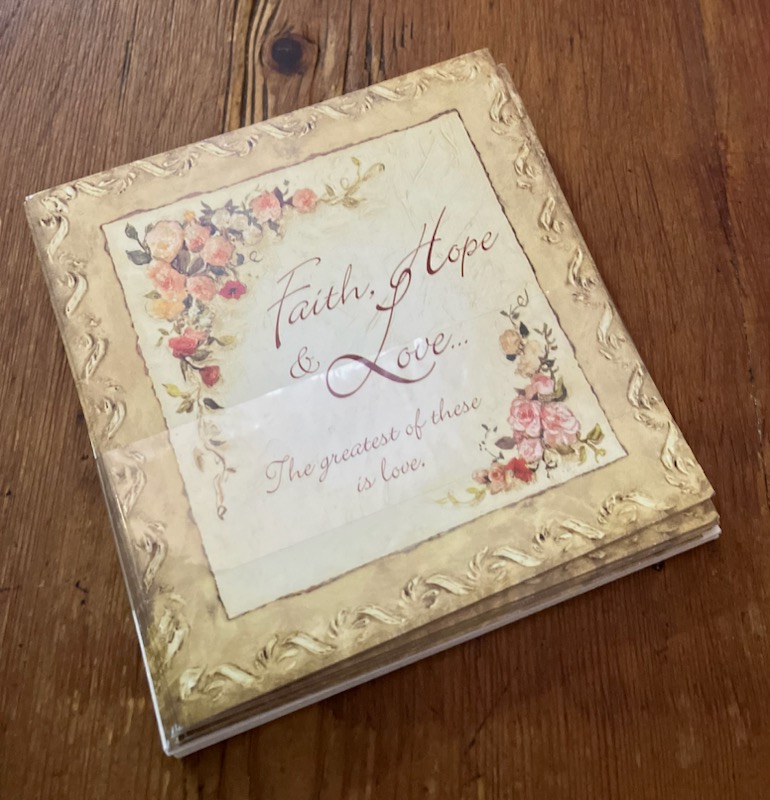 Faith, Hope
& Love...
The greatest of these
is love.